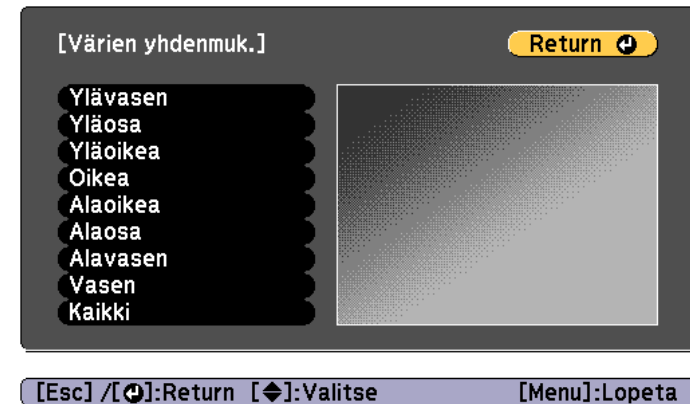 [Värien yhdenmuk.]
Return
Ylävasen
Yläosa
Yläoikea
Oikea
Alaoikea
Alaosa
Alavasen
Vasen
Kaikki
[Esc] /[⏎]:Return [◆]:Valitse [Menu]:Lopeta